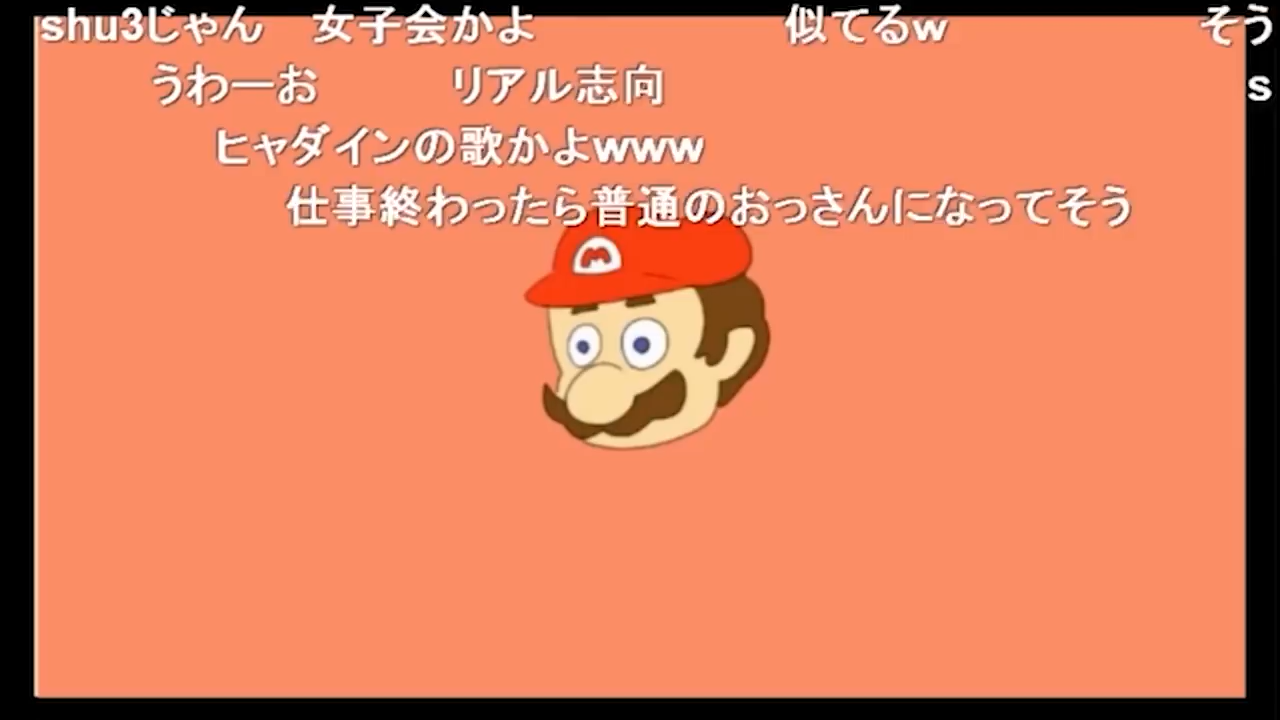 shu3じゃん 女子会かよ 似てるw そう
うわーお リアル志向 s
ヒャダインの歌かよwww
仕事終わったら普通のおっさんになってそう
M